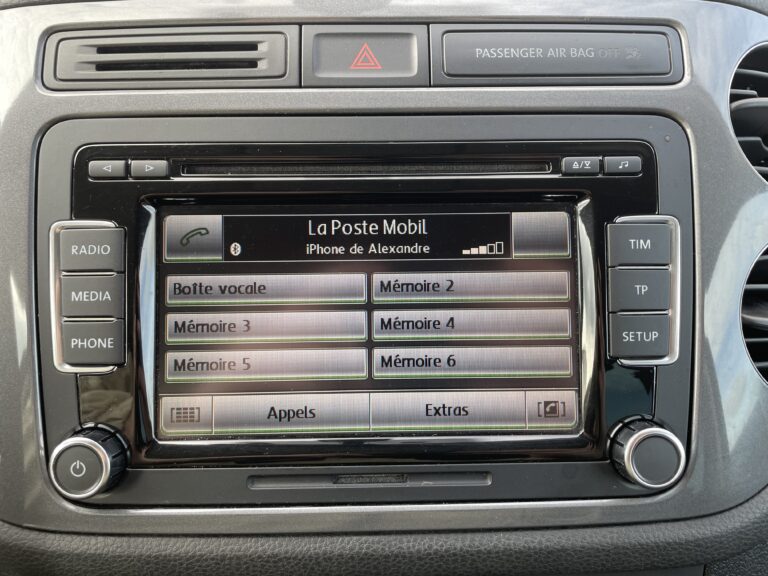 PASSENGER AIR BAG OFF
La Poste Mobil
iPhone de Alexandre
RADIO
MEDIA
PHONE
Boîte vocale
Mémoire 2
Mémoire 3
Mémoire 4
Mémoire 5
Mémoire 6
Appels
Extras
TIM
TP
SETUP